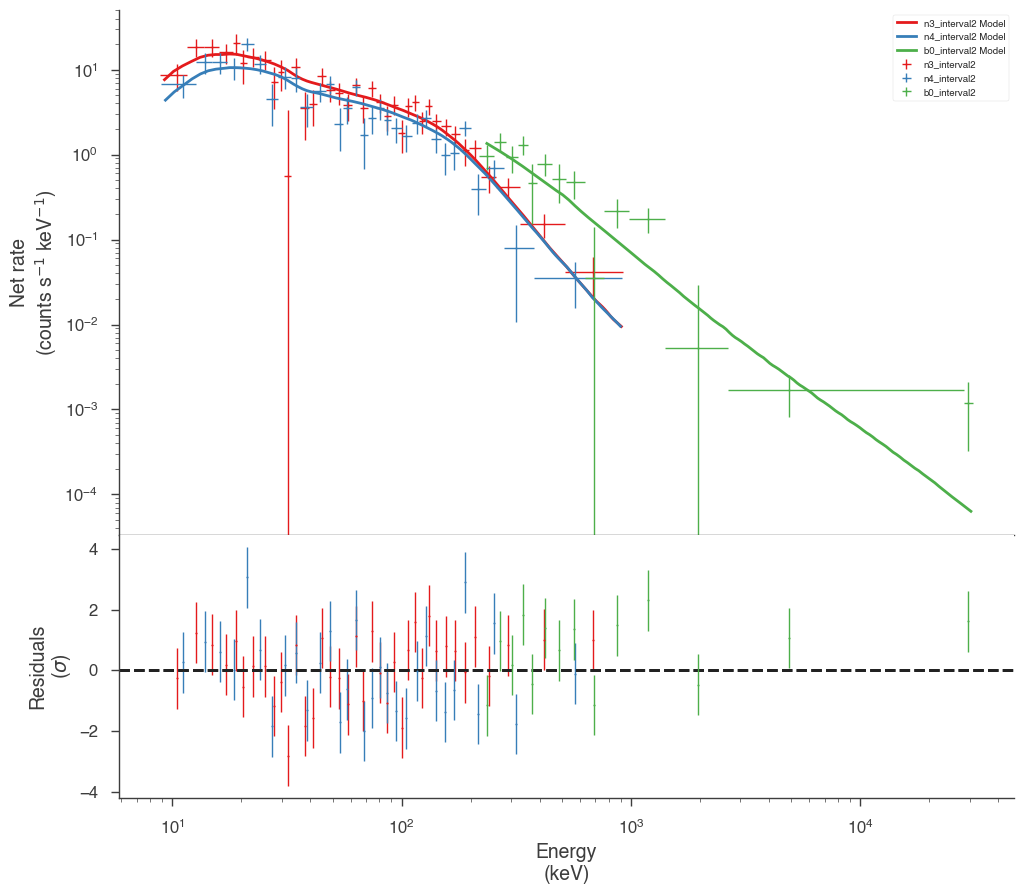 n3_interval2 Model
n4_interval2 Model
b0_interval2 Model
n3_interval2
n4_interval2
b0_interval2
Net rate
(counts s⁻¹ keV⁻¹)
10¹
10⁰
10⁻¹
10⁻²
10⁻³
10⁻⁴
Residuals
(σ)
4
2
0
−2
−4
10¹
10²
10³
10⁴
Energy
(keV)